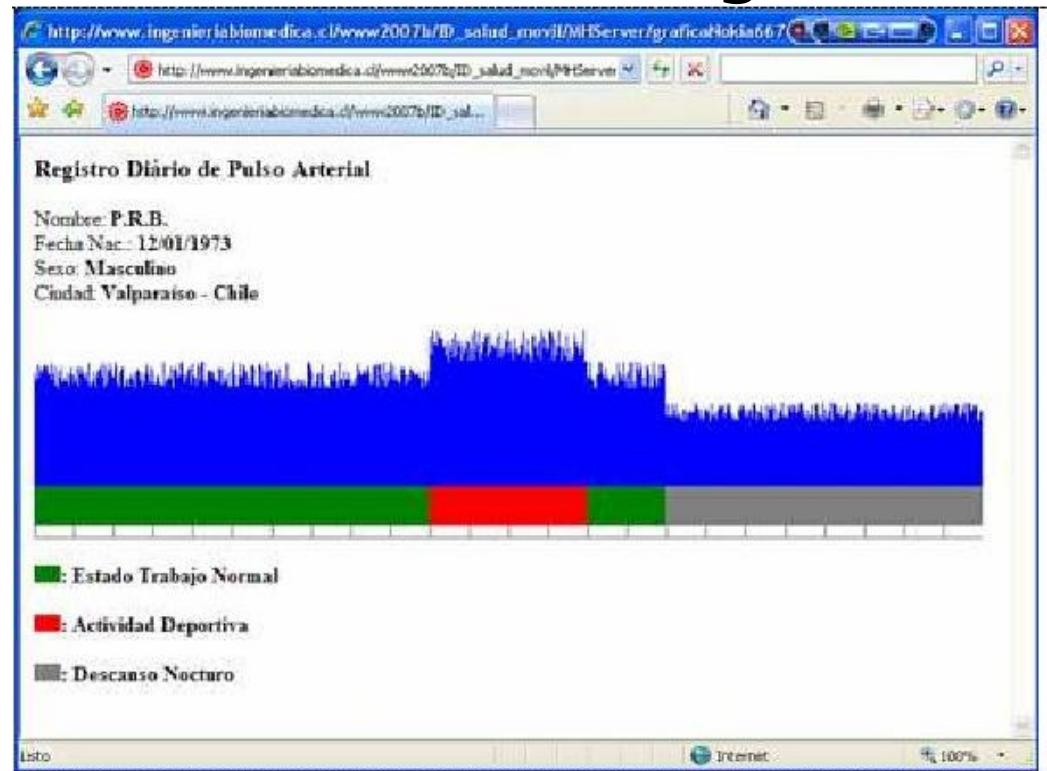 http://www.ingenieriabiomedica.cl/www2007b/ID_salud_movil/MHServer/graficaNokia667
http://www.ingenieriabiomedica.cl/www2007b/ID_salud_movil/MHServer
http://www.ingenieriabiomedica.cl/www2007b/ID_sal...
Registro Diário de Pulso Arterial
Nombre: P.R.B.
Fecha Nac.: 12/01/1973
Sexo: Masculino
Ciudad: Valparaiso - Chile
: Estado Trabajo Normal
: Actividad Deportiva
: Descanso Nocturo
Listo
Internet
100%